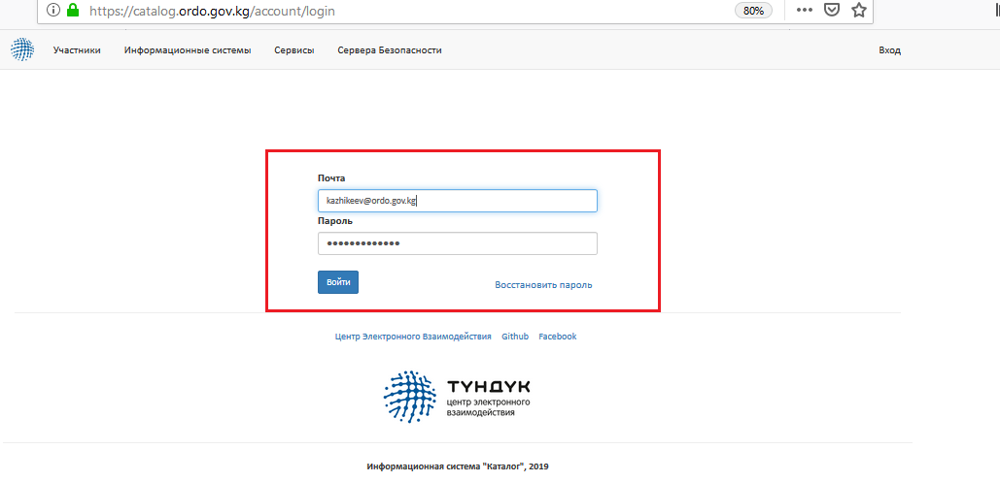 https://catalog.ordo.gov.kg/account/login 80%
Участники Информационные системы Сервисы Сервера Безопасности Вход
Почта
kazhikeev@ordo.gov.kg
Пароль
•••••••••••••
Войти Восстановить пароль
Центр Электронного Взаимодействия Github Facebook
ТҮНДҮК
центр электронного
взаимодействия
Информационная система "Каталог", 2019